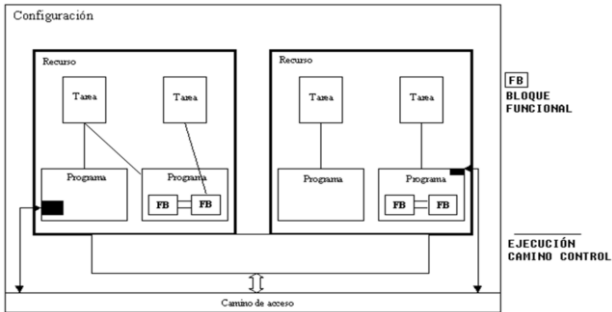 Configuración
Recurso
Recurso
Tarea
Tarea
Tarea
Tarea
FB
BLOQUE
FUNCIONAL
Programa
Programa
Programa
Programa
FB
FB
FB
FB
EJECUCIÓN
CAMINO CONTROL
Camino de acceso